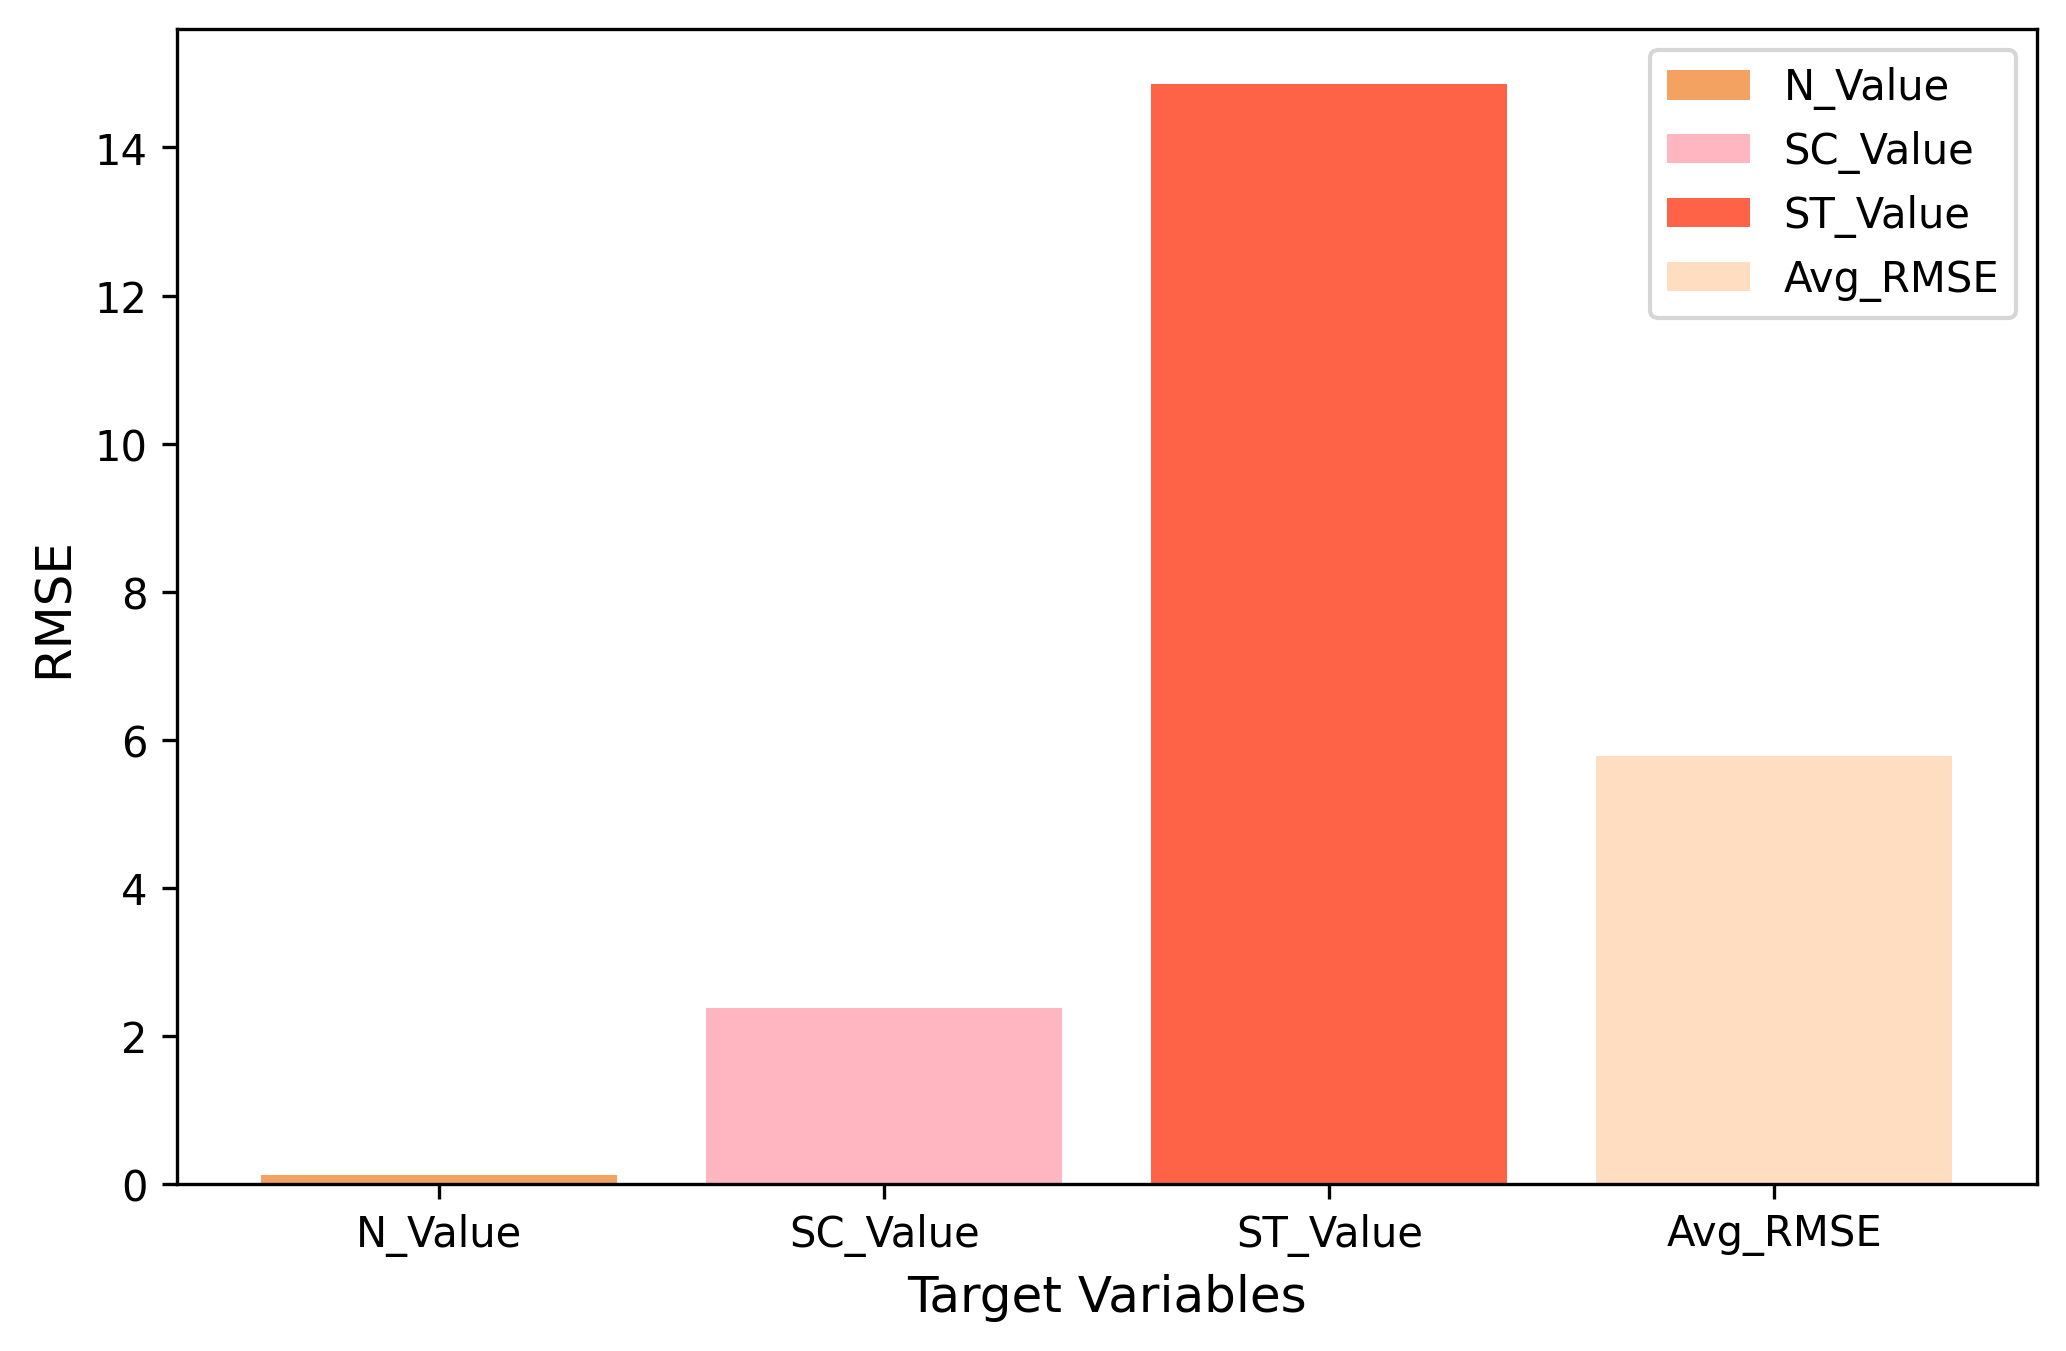 N_Value
SC_Value
ST_Value
Avg_RMSE
14
12
10
8
6
4
2
0
RMSE
N_Value SC_Value ST_Value Avg_RMSE
Target Variables